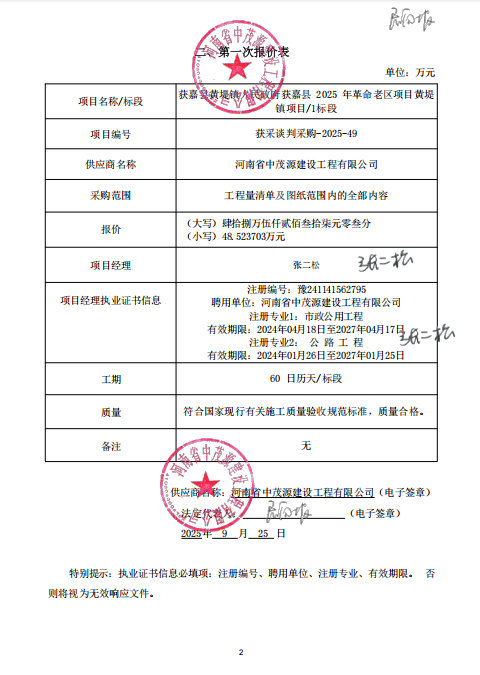 二、第一次报价表
单位：万元
项目名称/标段
获嘉县黄堤镇人民政府获嘉县 2025 年革命老区项目黄堤镇项目/1标段
项目编号
获采谈判采购-2025-49
供应商名称
河南省中茂源建设工程有限公司
采购范围
工程量清单及图纸范围内的全部内容
报价
（大写）肆拾捌万伍仟贰佰叁拾柒元零叁分
（小写）48.523703万元
项目经理
张二松
张二松
项目经理执业证书信息
注册编号：豫241141562795
聘用单位：河南省中茂源建设工程有限公司
注册专业1：市政公用工程
有效期限：2024年04月18日至2027年04月17日
注册专业2： 公 路 工 程
有效期限：2024年01月26日至2027年01月25日
张二松
工期
60 日历天/标段
质量
符合国家现行有关施工质量验收规范标准，质量合格。
备注
无
供应商名称：河南省中茂源建设工程有限公司（电子签章）
法定代表人：（电子签章）
2025年 9 月 25 日
特别提示：执业证书信息必填项：注册编号、聘用单位、注册专业、有效期限。 否
则将视为无效响应文件。
2